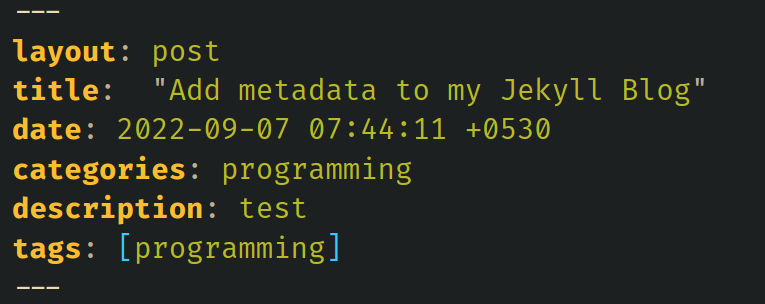 ---
layout: post
title:  "Add metadata to my Jekyll Blog"
date: 2022-09-07 07:44:11 +0530
categories: programming
description: test
tags: [programming]
---